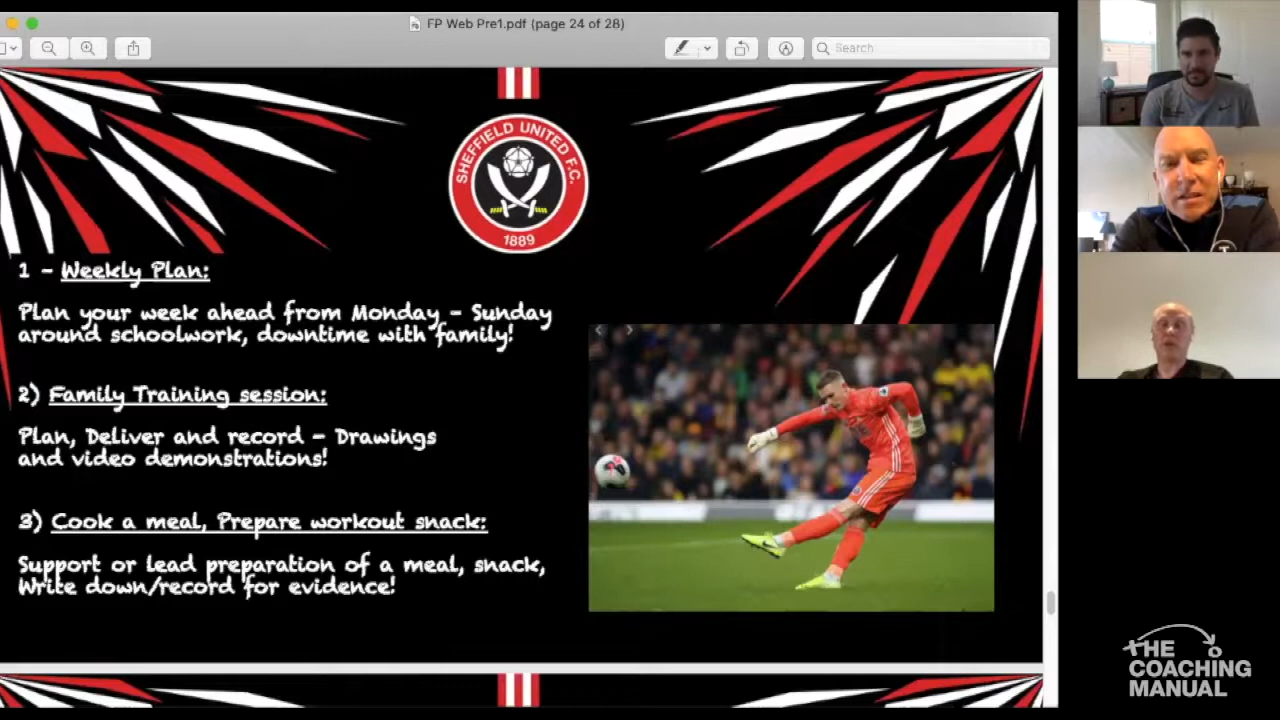 FP Web Pre1.pdf (page 24 of 28)
Search
SHEFFIELD UNITED F.C.
1889
1 - Weekly Plan:
Plan your week ahead from Monday - Sunday
around schoolwork, downtime with family!
2) Family Training session:
Plan, Deliver and record - Drawings
and video demonstrations!
3) Cook a meal, Prepare workout snack:
Support or lead preparation of a meal, snack,
Write down/record for evidence!
THE
COACHING
MANUAL